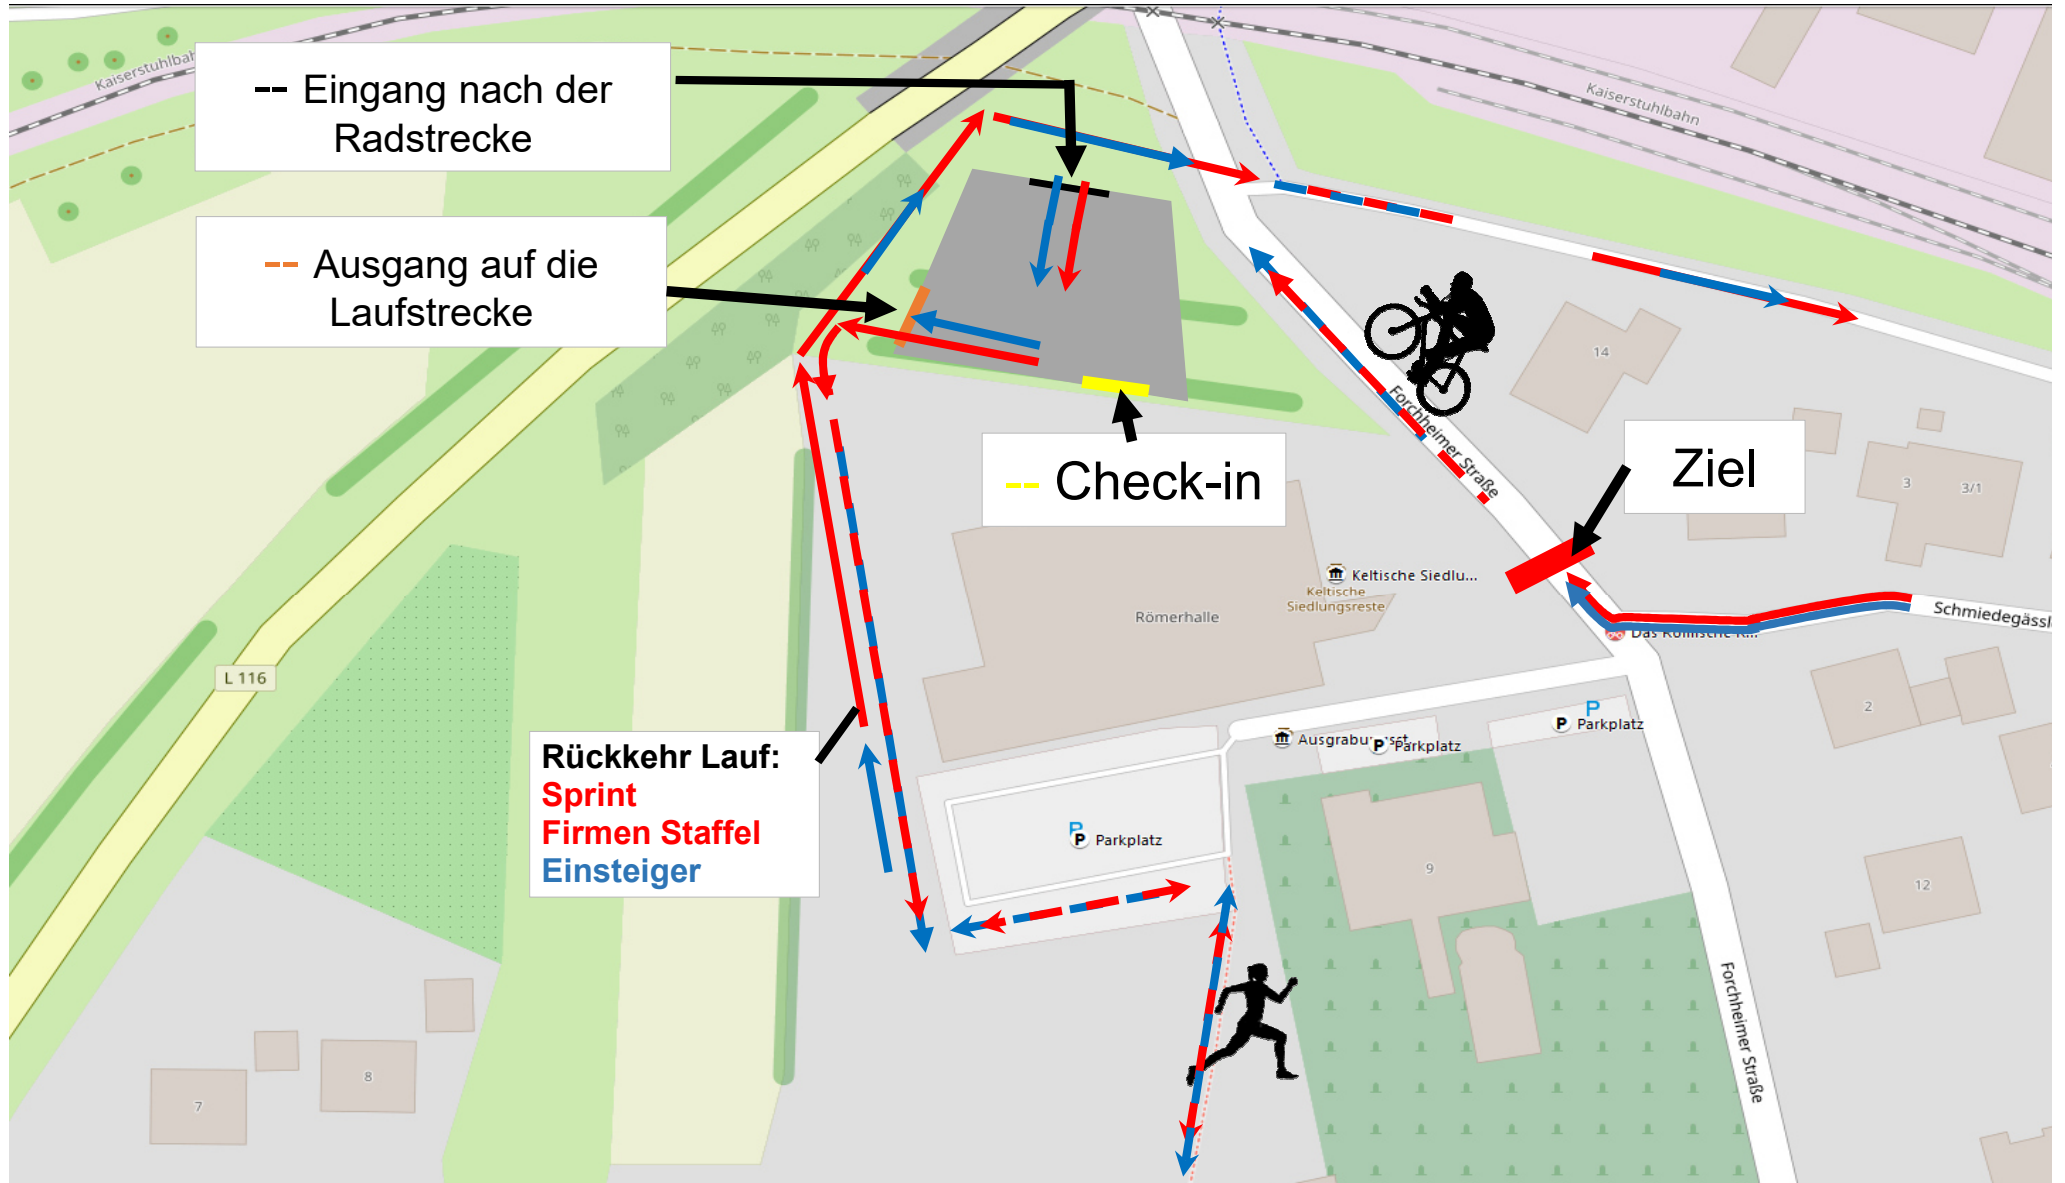 Kaiserstuhlbahn
-- Eingang nach der
Radstrecke
Kaiserstuhlbahn
-- Ausgang auf die
Laufstrecke
14
Forchheimer Straße
-- Check-in
Ziel
3
3/1
Keltische Siedlu...
Keltische
Siedlungsreste
Römerhalle
Schmiedegässl
L 116
2
P
P Parkplatz
P Parkplatz
Rückkehr Lauf:
Sprint
Firmen Staffel
Einsteiger
P
P Parkplatz
9
12
Forchheimer Straße
8
7